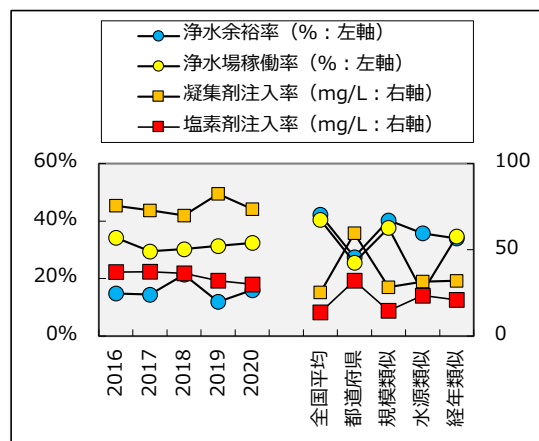 浄水余裕率（%：左軸）
浄水場稼働率（%：左軸）
凝集剤注入率（mg/L：右軸）
塩素剤注入率（mg/L：右軸）
60%
40%
20%
0%
100
50
0
2016
2017
2018
2019
2020
全国平均
都道府県
規模類似
水源類似
経年類似